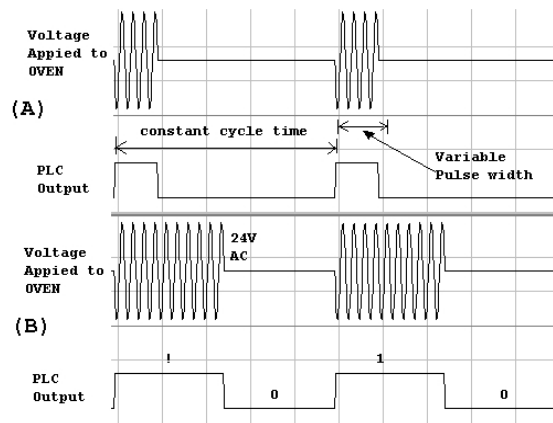 Voltage
Appied to
OVEN
(A)
constant cycle time
Variable
Pulse width
PLC
Output
24V
AC
Voltage
Appied to
OVEN
(B)
! 1
PLC
Output
0 0